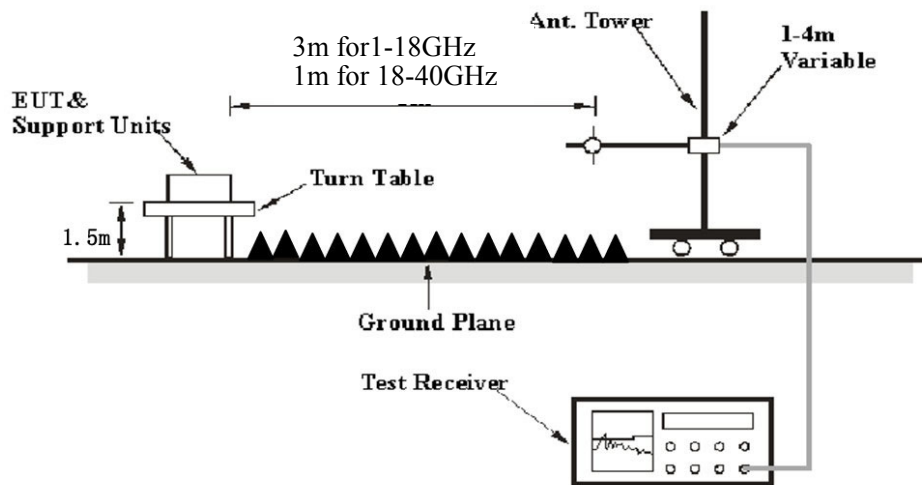 Ant. Tower
1-4m
Variable
3m for1-18GHz
1m for 18-40GHz
EUT&
Support Units
Turn Table
1.5m
Ground Plane
Test Receiver